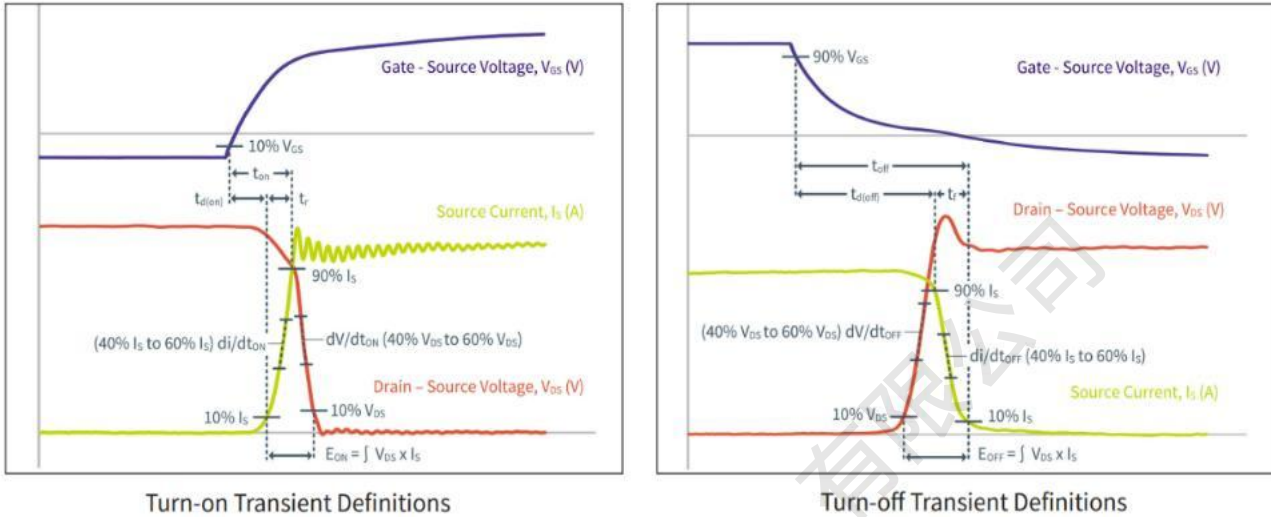 Gate - Source Voltage, VGS (V)
10% VGS
ton
td(on)
tr
Source Current, IS (A)
90% IS
(40% IS to 60% IS) di/dtON
dV/dtON (40% VDS to 60% VDS)
Drain – Source Voltage, VDS (V)
10% IS
10% VDS
EON = ∫ VDS x IS
Turn-on Transient Definitions
90% VGS
Gate - Source Voltage, VGS (V)
toff
td(off)
tf
Drain – Source Voltage, VDS (V)
90% IS
(40% VDS to 60% VDS) dV/dtOFF
di/dtOFF (40% IS to 60% IS)
Source Current, IS (A)
10% VDS
10% IS
EOFF = ∫ VDS x IS
Turn-off Transient Definitions
有限公司